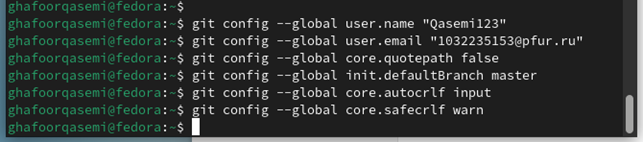 ghafoorqasemi@fedora:~$
ghafoorqasemi@fedora:~$ git config --global user.name "Qasemi123"
ghafoorqasemi@fedora:~$ git config --global user.email "1032235153@pfur.ru"
ghafoorqasemi@fedora:~$ git config --global core.quotepath false
ghafoorqasemi@fedora:~$ git config --global init.defaultBranch master
ghafoorqasemi@fedora:~$ git config --global core.autocrlf input
ghafoorqasemi@fedora:~$ git config --global core.safecrlf warn
ghafoorqasemi@fedora:~$